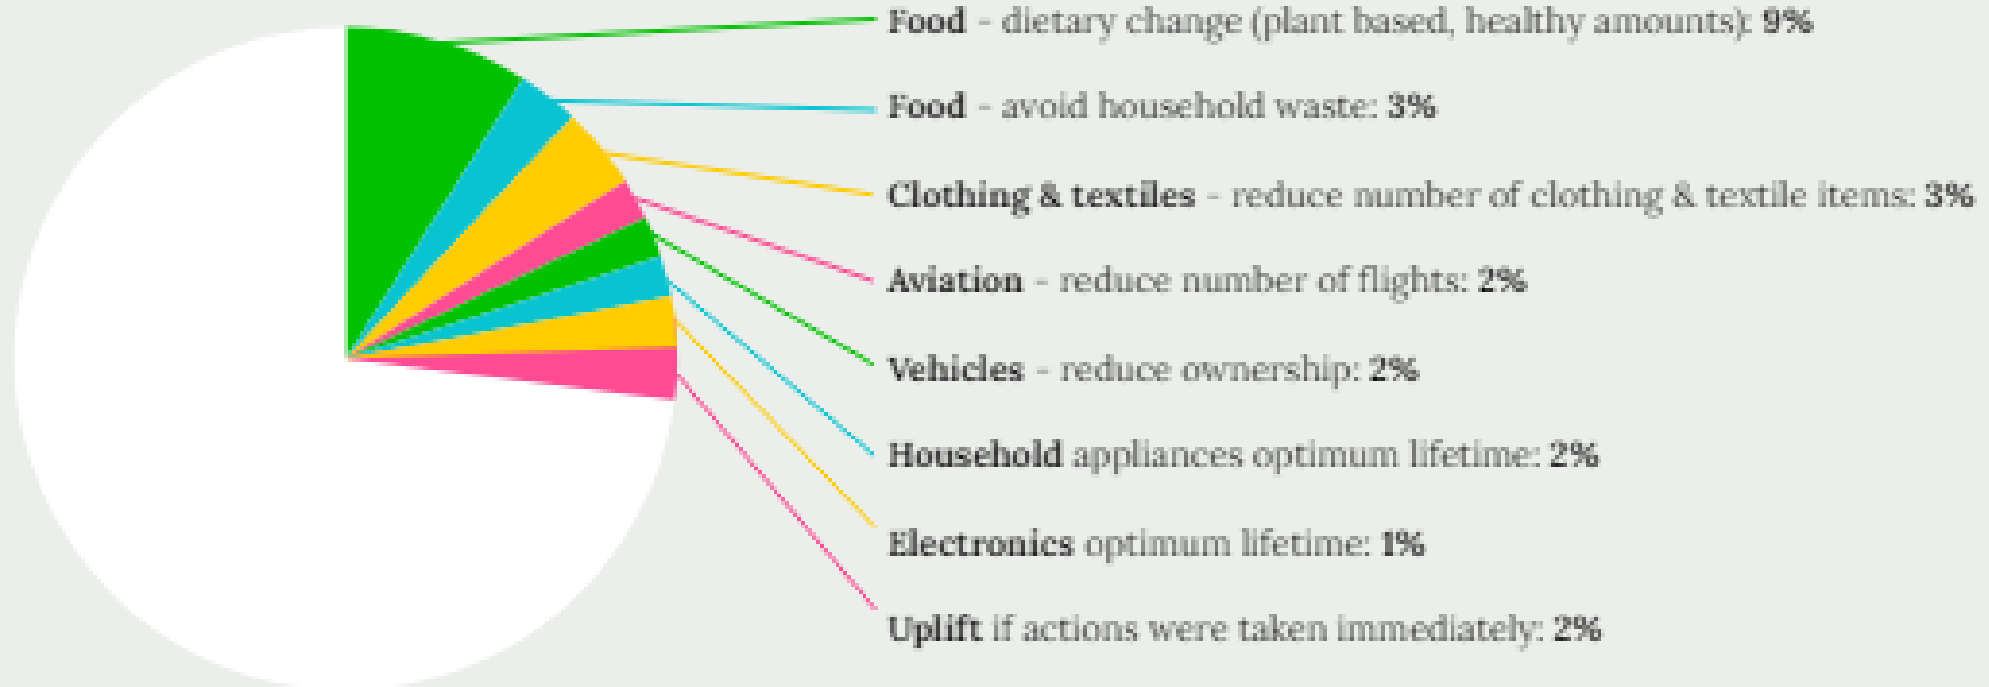 Food - dietary change (plant based, healthy amounts): 9%
Food - avoid household waste: 3%
Clothing & textiles - reduce number of clothing & textile items: 3%
Aviation - reduce number of flights: 2%
Vehicles - reduce ownership: 2%
Household appliances optimum lifetime: 2%
Electronics optimum lifetime: 1%
Uplift if actions were taken immediately: 2%